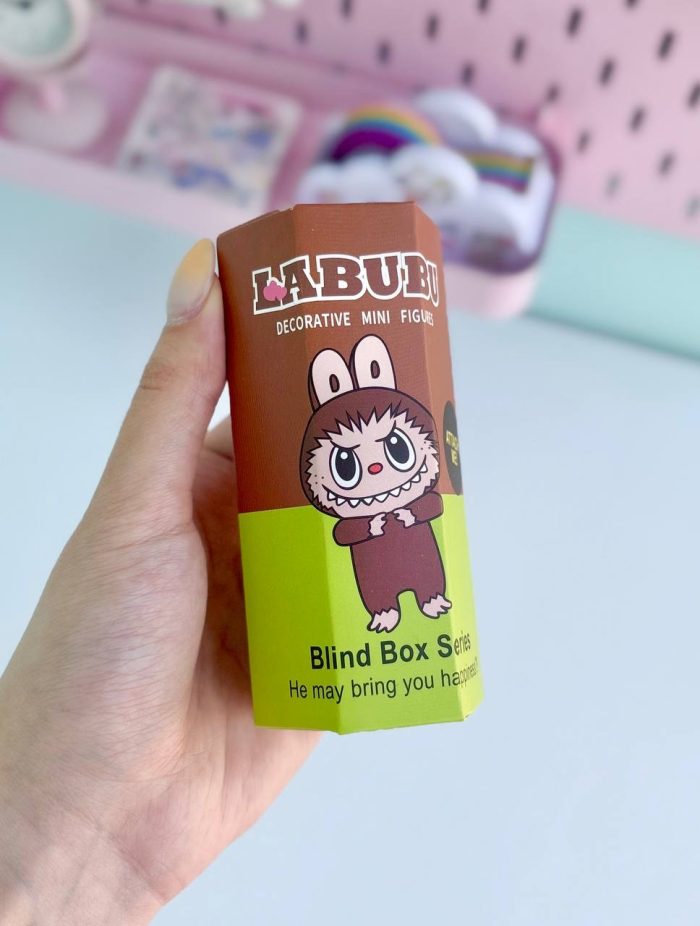 LABUBU
DECORATIVE MINI FIGURES
Blind Box Series
He may bring you happiness